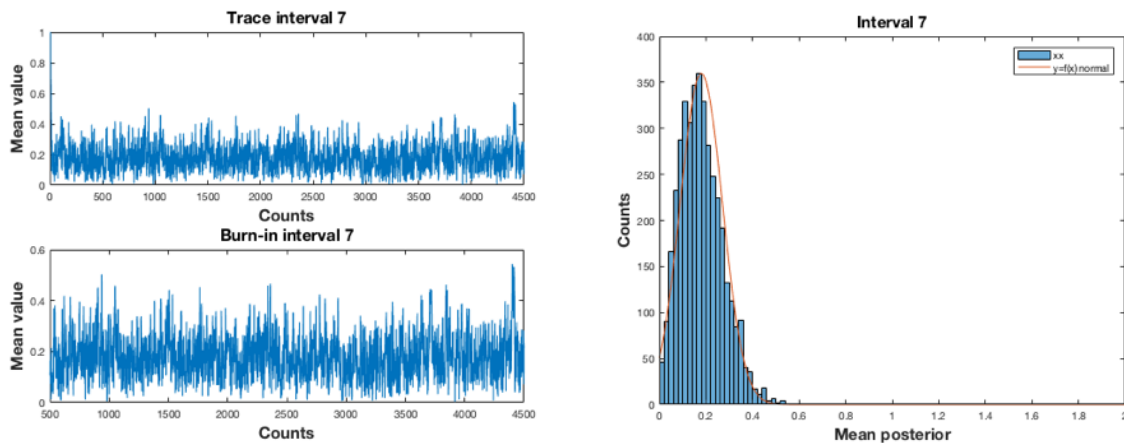 Trace interval 7
Mean value
1
0.8
0.6
0.4
0.2
0
0 500 1000 1500 2000 2500 3000 3500 4000 4500
Counts
Burn-in interval 7
Mean value
0.6
0.4
0.2
0
500 1000 1500 2000 2500 3000 3500 4000 4500
Counts
Interval 7
xx
y=f(x) normal
Counts
400
350
300
250
200
150
100
50
0
0 0.2 0.4 0.6 0.8 1 1.2 1.4 1.6 1.8 2
Mean posterior